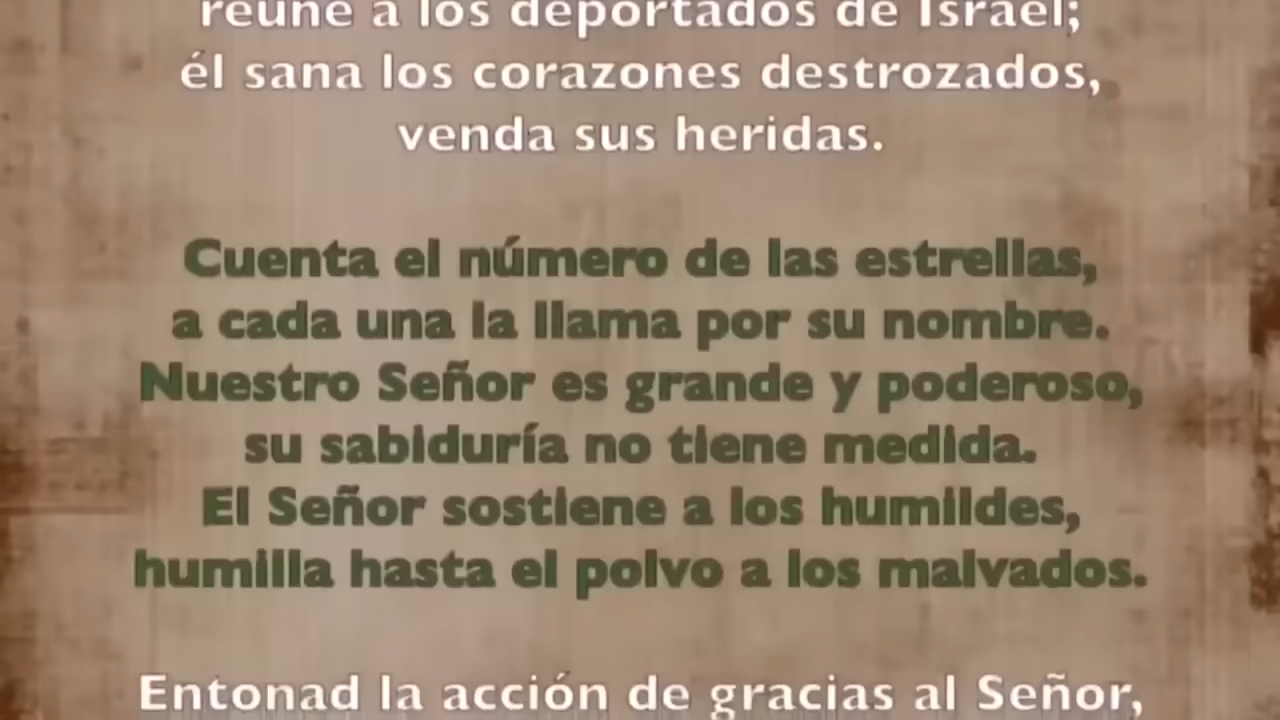 reúne a los deportados de Israel;
él sana los corazones destrozados,
venda sus heridas.
Cuenta el número de las estrellas,
a cada una la llama por su nombre.
Nuestro Señor es grande y poderoso,
su sabiduría no tiene medida.
El Señor sostiene a los humildes,
humilla hasta el polvo a los malvados.
Entonad la acción de gracias al Señor,